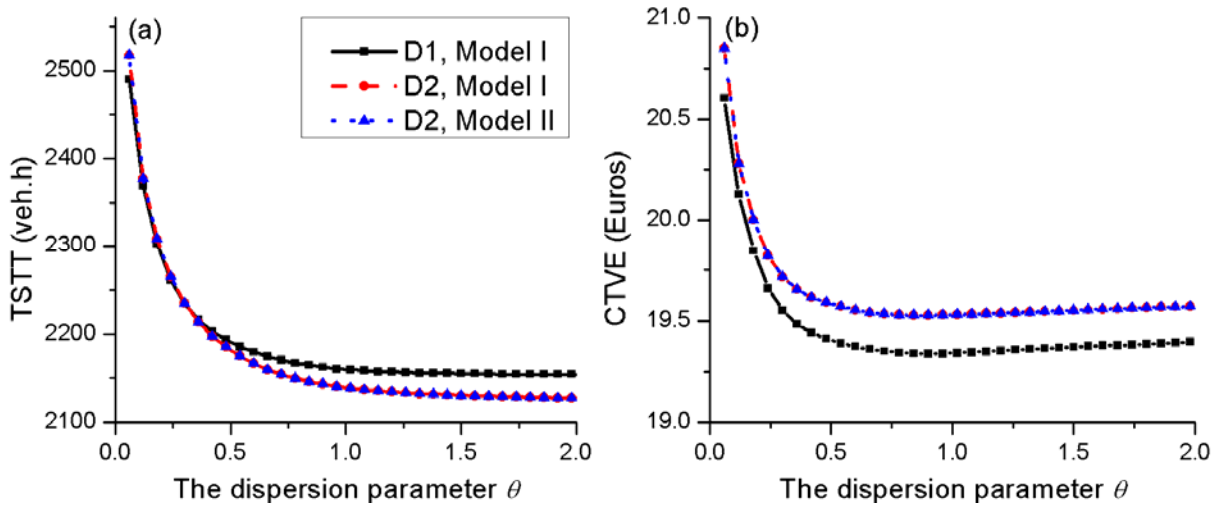 (a)
D1, Model I
D2, Model I
D2, Model II
TSTT (veh.h)
2500
2400
2300
2200
2100
0.0 0.5 1.0 1.5 2.0
The dispersion parameter θ
(b)
CTVE (Euros)
21.0
20.5
20.0
19.5
19.0
0.0 0.5 1.0 1.5 2.0
The dispersion parameter θ